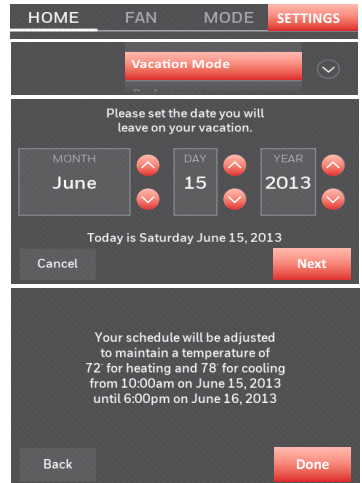 HOME FAN MODE SETTINGS
Vacation Mode
Please set the date you will
leave on your vacation.
MONTH DAY YEAR
June 15 2013
Today is Saturday June 15, 2013
Cancel Next
Your schedule will be adjusted
to maintain a temperature of
72° for heating and 78° for cooling
from 10:00am on June 15, 2013
until 6:00pm on June 16, 2013
Back Done